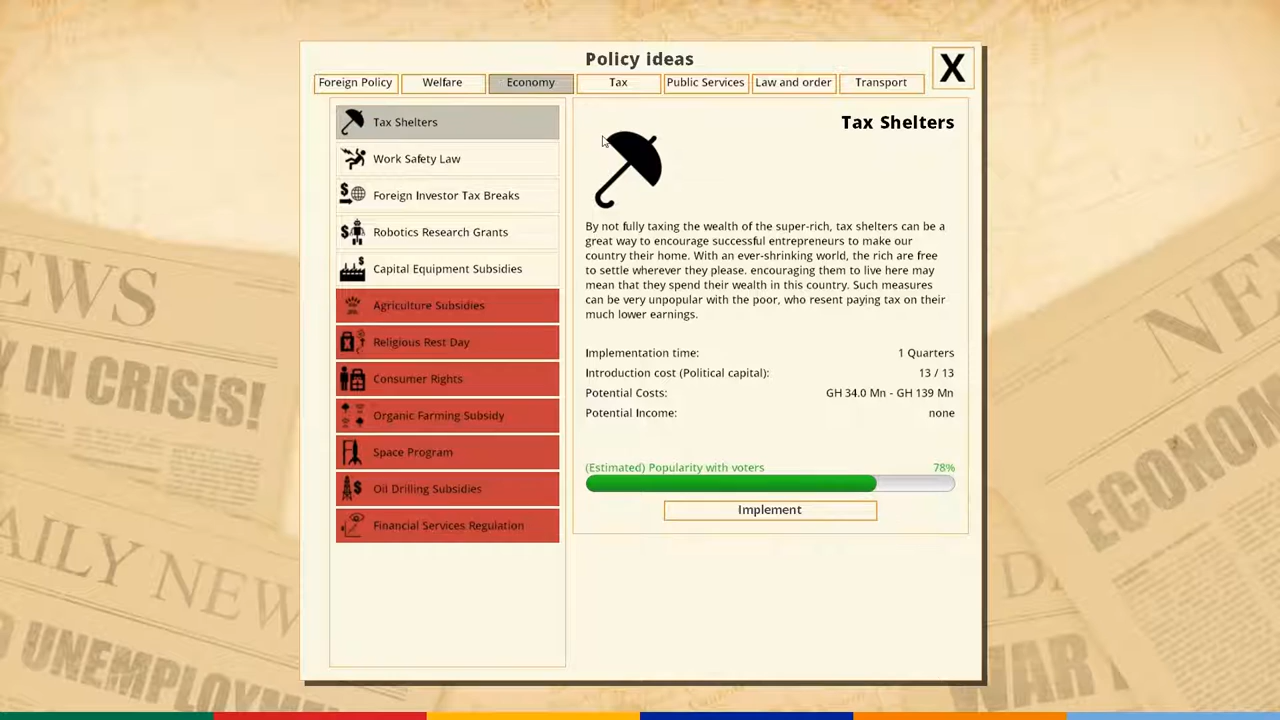 Policy ideas
X
Foreign Policy
Welfare
Economy
Tax
Public Services
Law and order
Transport
Tax Shelters
Work Safety Law
Foreign Investor Tax Breaks
Robotics Research Grants
Capital Equipment Subsidies
Agriculture Subsidies
Religious Rest Day
Consumer Rights
Organic Farming Subsidy
Space Program
Oil Drilling Subsidies
Financial Services Regulation
Tax Shelters
By not fully taxing the wealth of the super-rich, tax shelters can be a
great way to encourage successful entrepreneurs to make our
country their home. With an ever-shrinking world, the rich are free
to settle wherever they please. encouraging them to live here may
mean that they spend their wealth in this country. Such measures
can be very unpopular with the poor, who resent paying tax on their
much lower earnings.
Implementation time: 1 Quarters
Introduction cost (Political capital): 13 / 13
Potential Costs: GH 34.0 Mn - GH 139 Mn
Potential Income: none
(Estimated) Popularity with voters 78%
Implement
EWS
IN CRISIS!
AILY NEW
UNEMPLOYM
NE
ECONOM
WAR